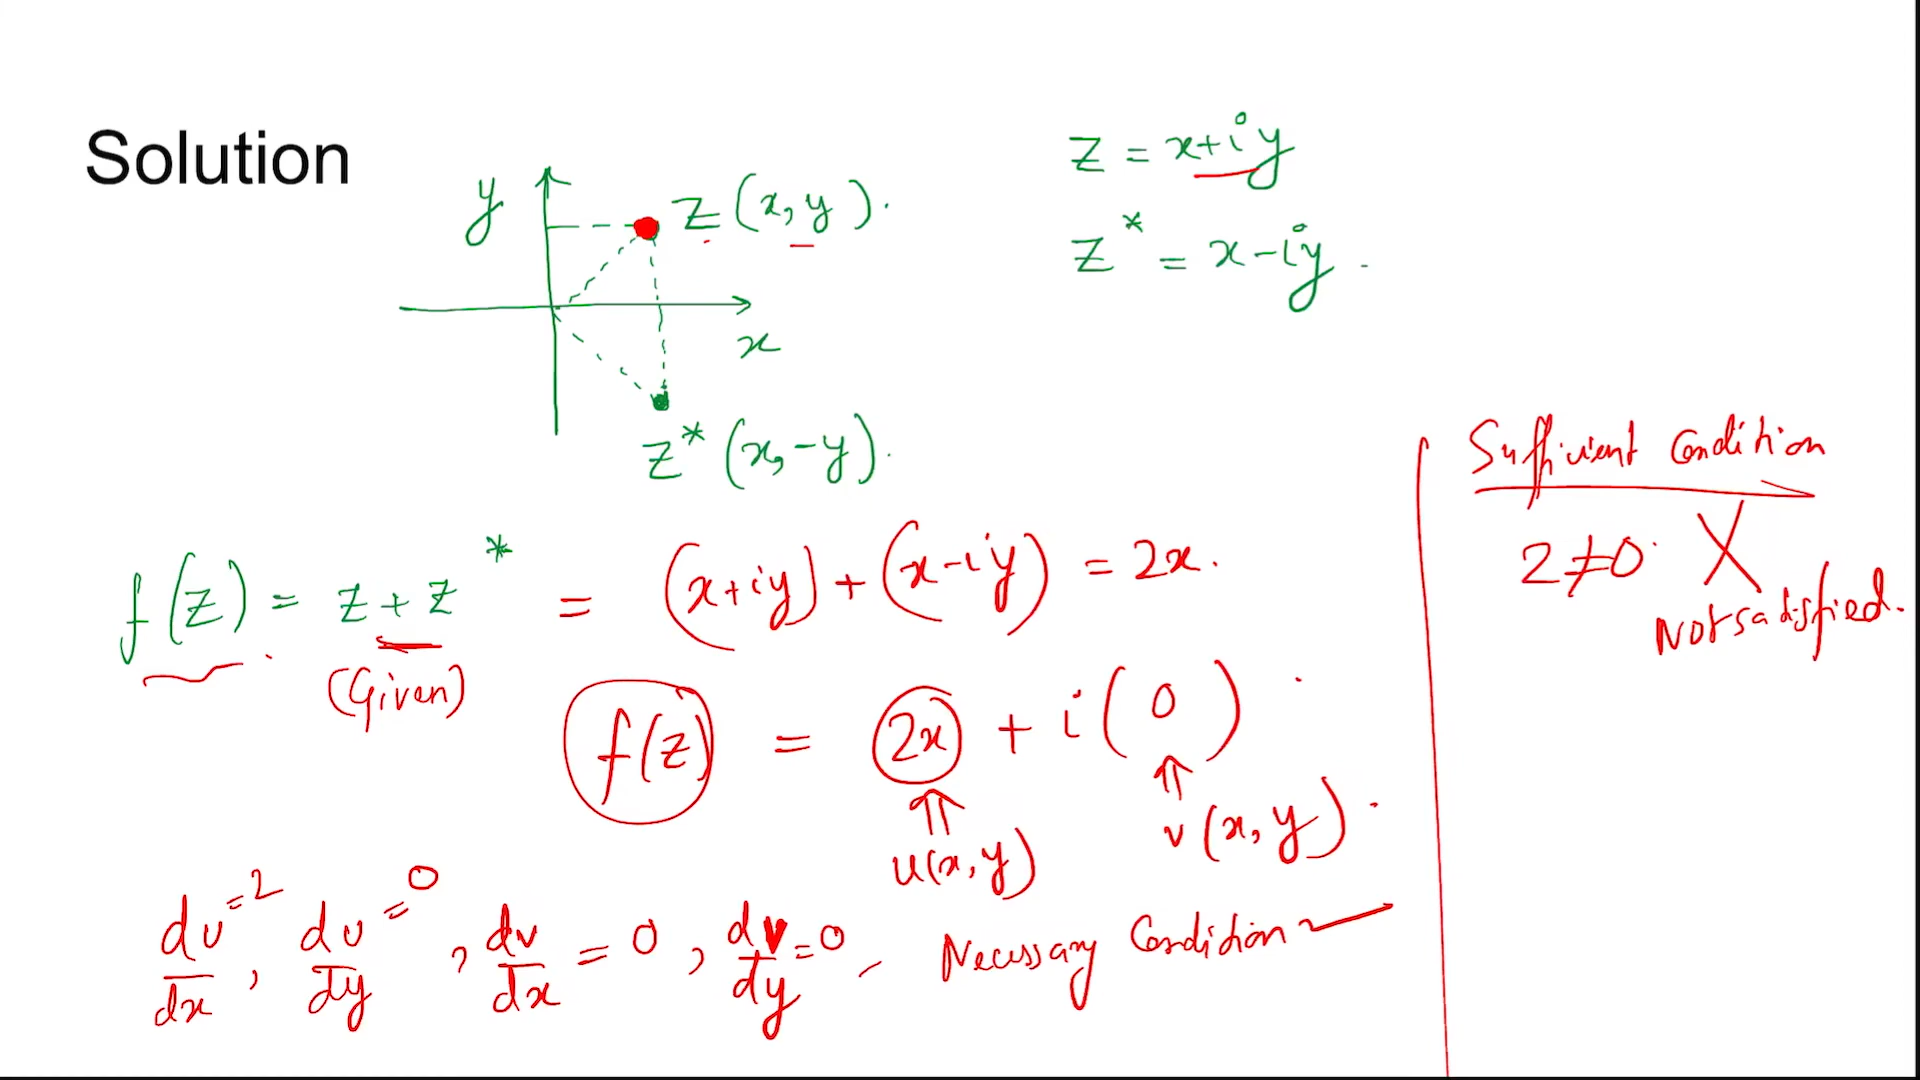 Solution
z = x+iy
y
z (x, y).
z* = x-iy.
x
z* (x, -y).
Sufficient Condition
f(z) = z + z* = (x+iy) + (x-iy) = 2x.
2≠0. X
Not satisfied.
(Given)
f(z) = 2x + i(0)
u(x, y)
v(x, y).
du/dx = 2, du/dy = 0, dv/dx = 0, dv/dy = 0, Necessary Condition